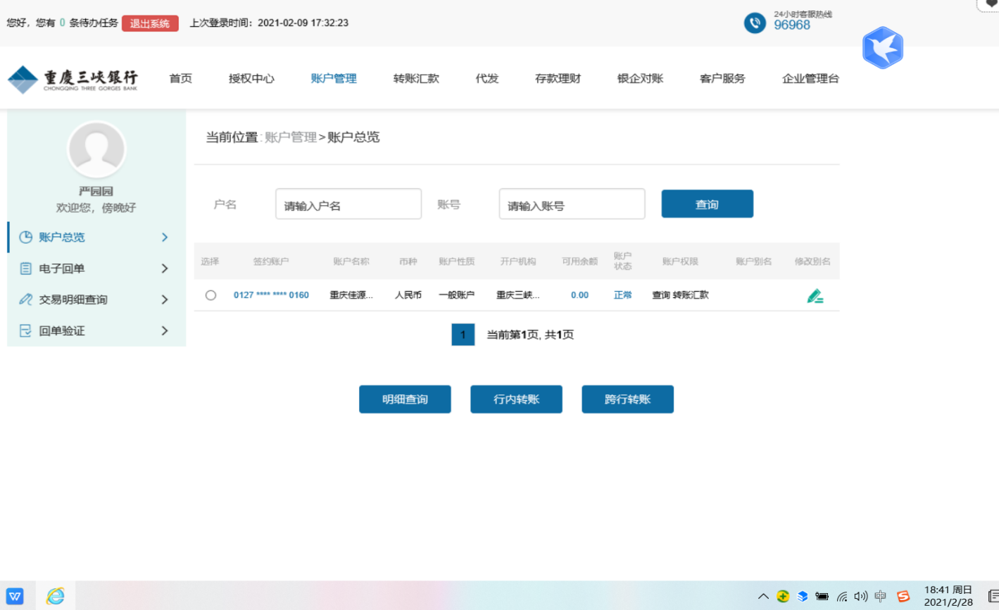 您好，您有 0 条待办任务 退出系统 上次登录时间：2021-02-09 17:32:23
24小时客服热线
96968
重庆三峡银行
CHONGQING THREE GORGES BANK
首页 授权中心 账户管理 转账汇款 代发 存款理财 银企对账 客户服务 企业管理台
当前位置:账户管理>账户总览
严园园
欢迎您，傍晚好
账户总览
电子回单
交易明细查询
回单验证
户名 请输入户名 账号 请输入账号 查询
选择 签约账户 账户名称 币种 账户性质 开户机构 可用余额 账户状态 账户权限 账户别名 修改别名
0127 **** **** 0160 重庆佳源... 人民币 一般账户 重庆三峡... 0.00 正常 查询 转账汇款
1 当前第1页, 共1页
明细查询 行内转账 跨行转账
中
18:41 周日
2021/2/28